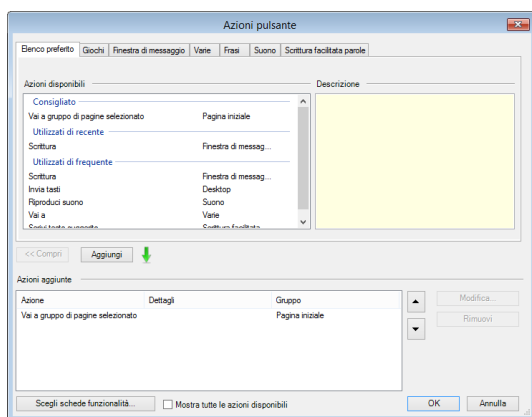 Azioni pulsante
Elenco preferito Giochi Finestra di messaggio Varie Frasi Suono Scrittura facilitata parole
Azioni disponibili
Descrizione
Consigliato
Vai a gruppo di pagine selezionato Pagina iniziale
Utilizzati di recente
Scrittura Finestra di messag...
Utilizzati di frequente
Scrittura Finestra di messag...
Invia tasti Desktop
Riproduci suono Suono
Vai a Varie
<< Compri Aggiungi
Azioni aggiunte
Azione Dettagli Gruppo
Vai a gruppo di pagine selezionato Pagina iniziale
Modifica...
Rimuovi
Scegli schede funzionalità... Mostra tutte le azioni disponibili OK Annulla